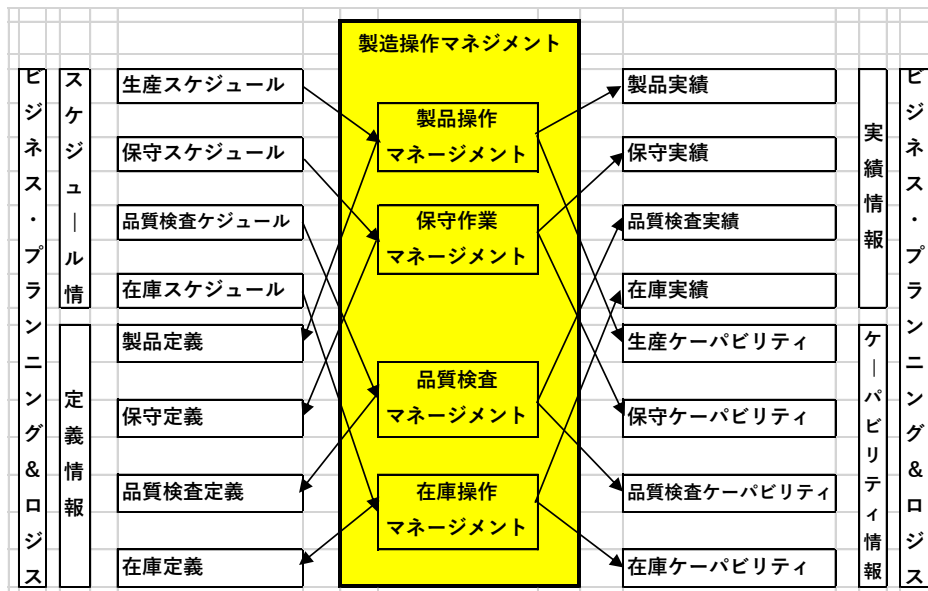 製造操作マネジメント
ビジネス・プランニング&ロジス
スケジュール情
生産スケジュール
保守スケジュール
品質検査ケジュール
在庫スケジュール
定義情報
製品定義
保守定義
品質検査定義
在庫定義
製品操作
マネージメント
保守作業
マネージメント
品質検査
マネージメント
在庫操作
マネージメント
製品実績
保守実績
品質検査実績
在庫実績
実績情報
生産ケーパビリティ
保守ケーパビリティ
品質検査ケーパビリティ
在庫ケーパビリティ
ケーパビリティ情報
ビジネス・プランニング&ロジス